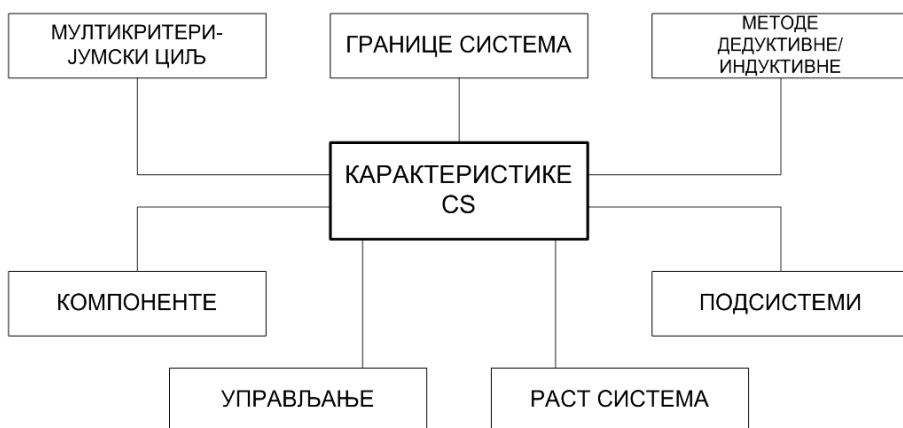 МУЛТИКРИТЕРИ-
ЈУМСКИ ЦИЉ
ГРАНИЦЕ СИСТЕМА
МЕТОДЕ
ДЕДУКТИВНЕ/
ИНДУКТИВНЕ
КАРАКТЕРИСТИКЕ
CS
КОМПОНЕНТЕ
ПОДСИСТЕМИ
УПРАВЉАЊЕ
РАСТ СИСТЕМА